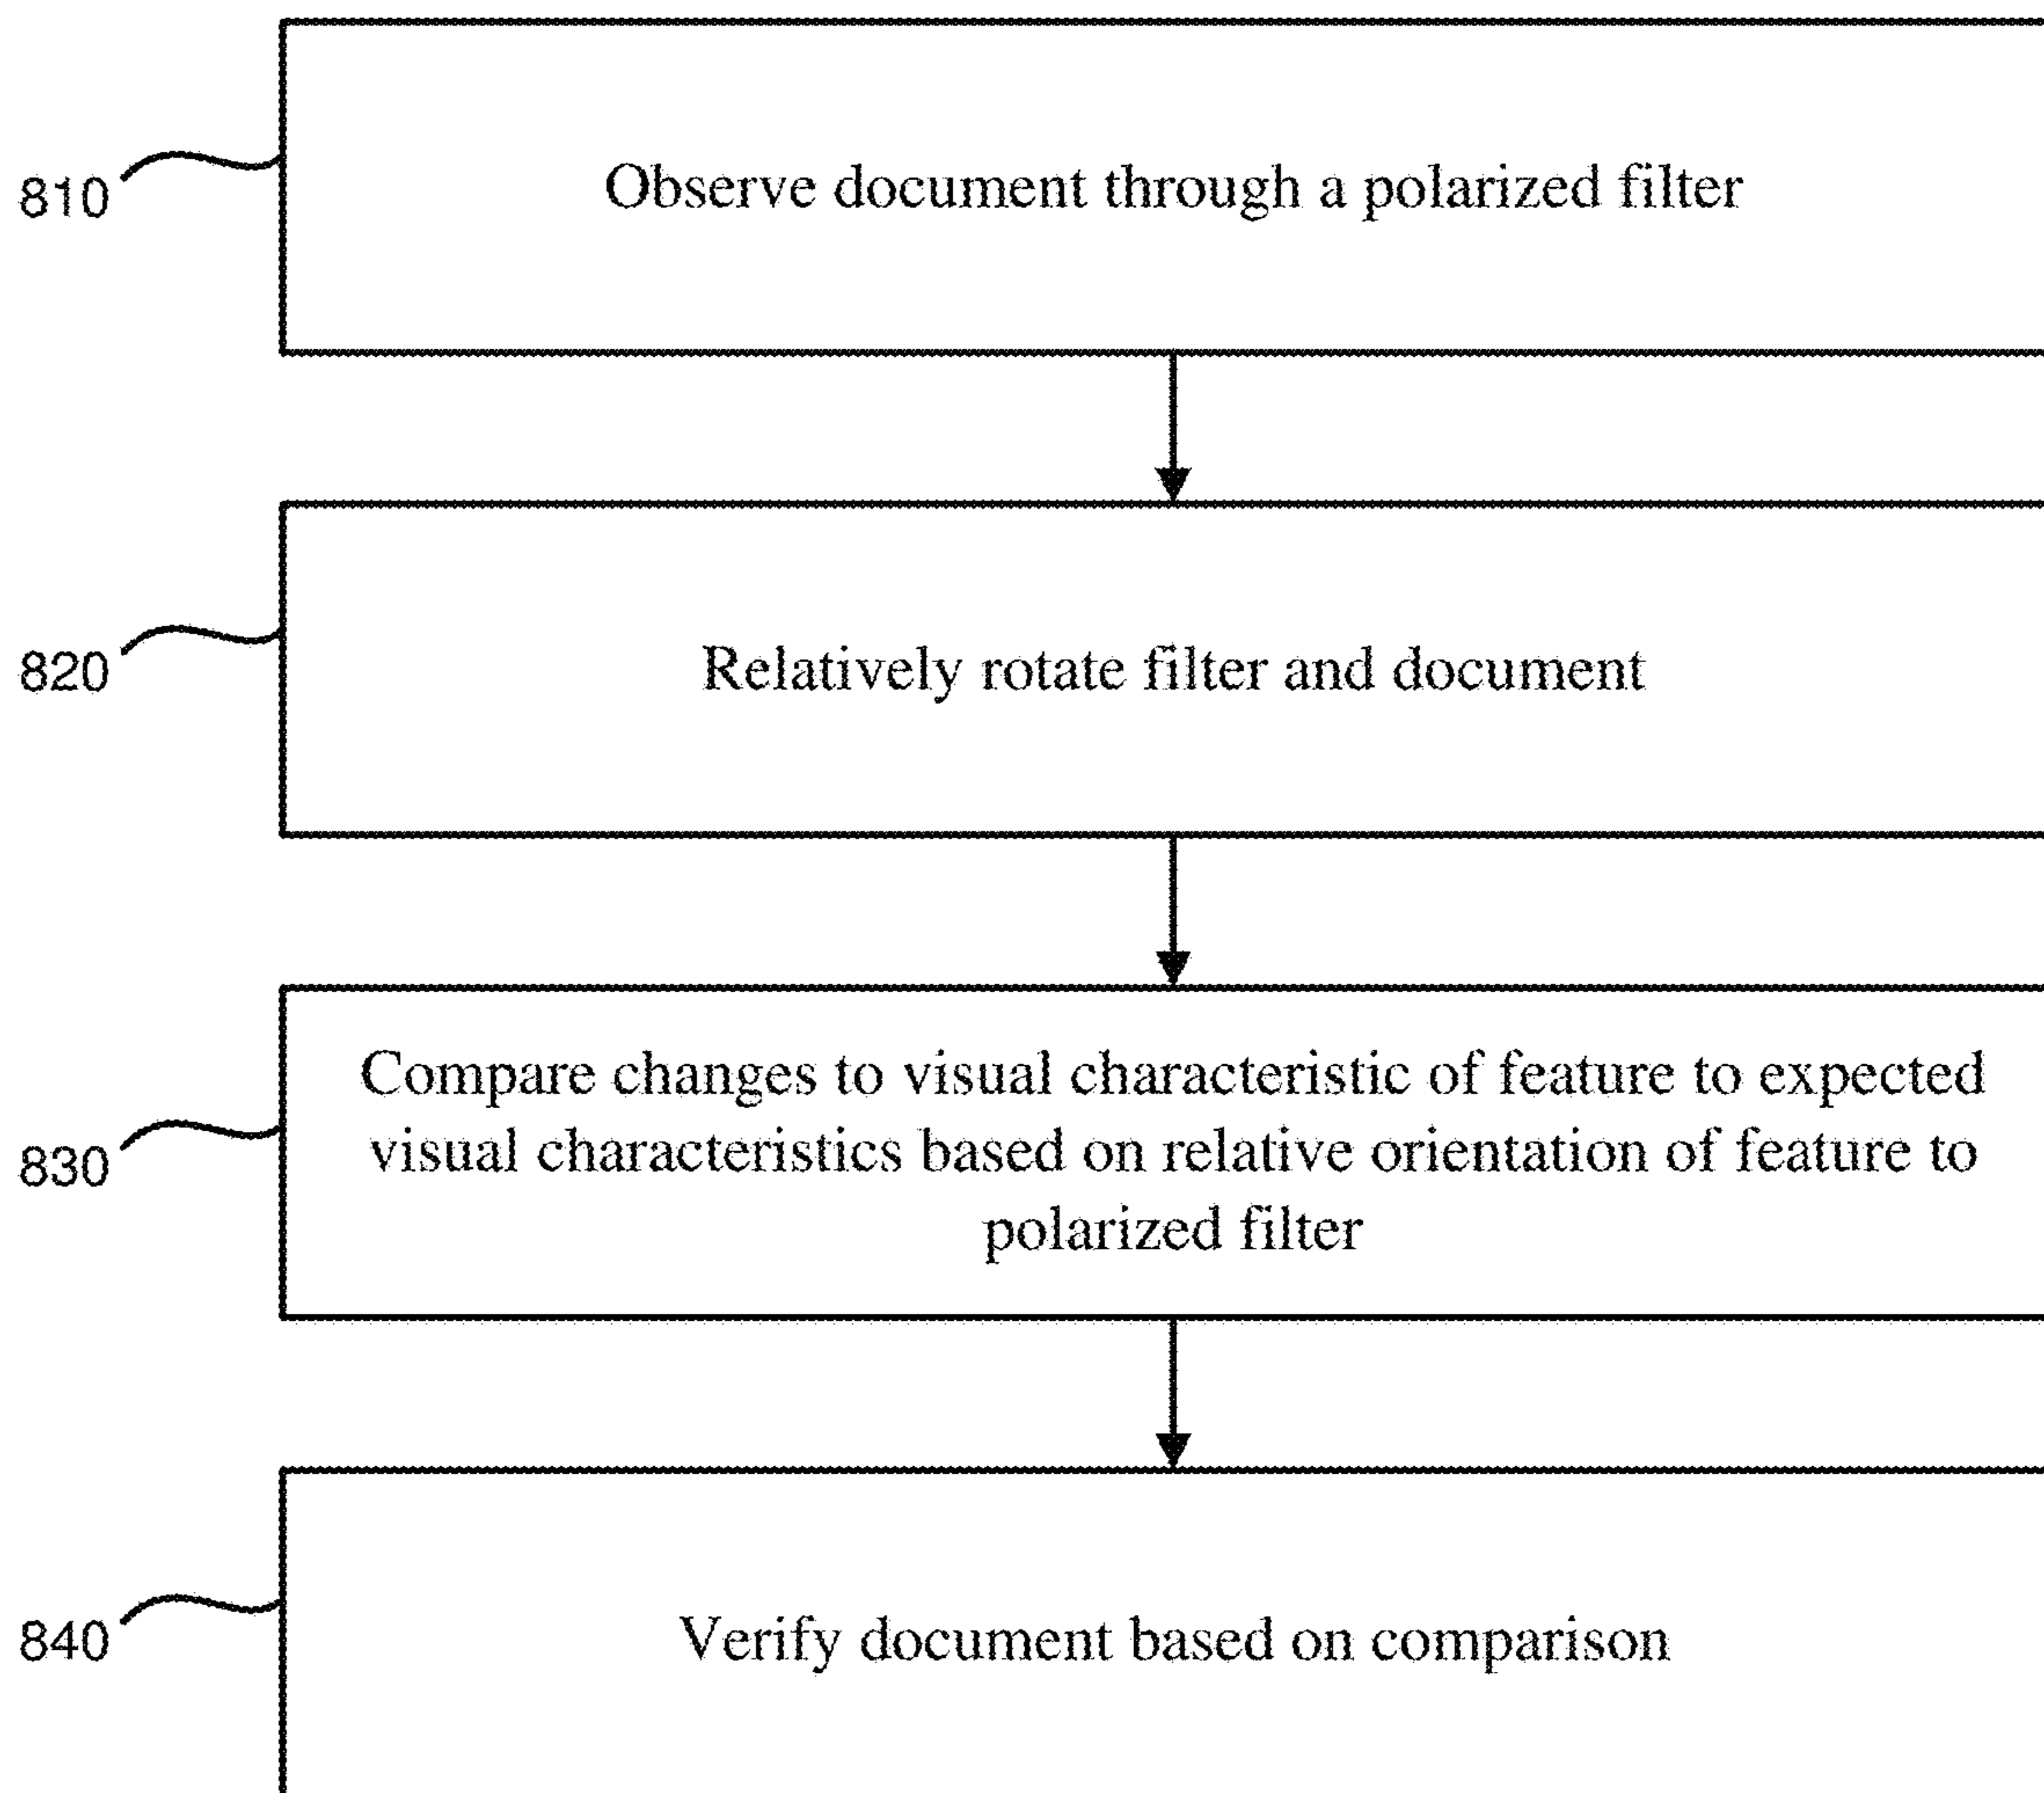 810
Observe document through a polarized filter
820
Relatively rotate filter and document
830
Compare changes to visual characteristic of feature to expected
visual characteristics based on relative orientation of feature to
polarized filter
840
Verify document based on comparison